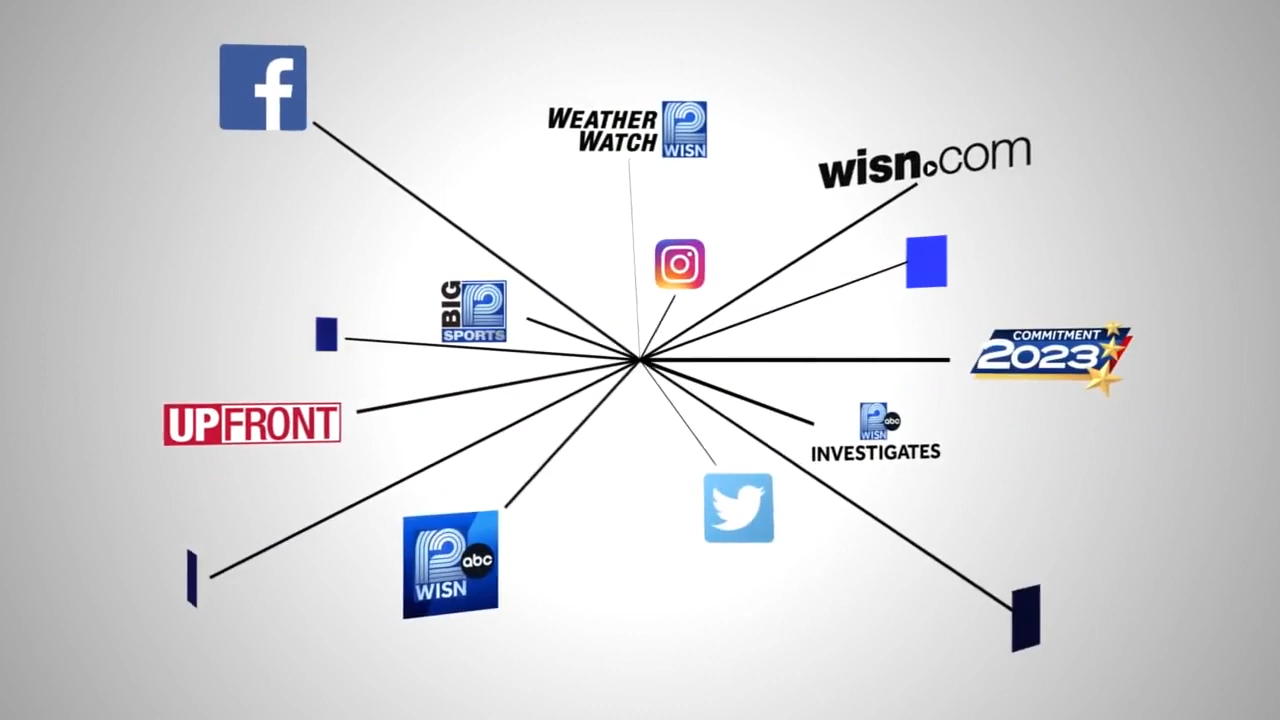 f
WEATHER
WATCH
12
WISN
wisn.com
BIG
12
SPORTS
COMMITMENT
2023
UPFRONT
12
abc
WISN
INVESTIGATES
12
abc
WISN